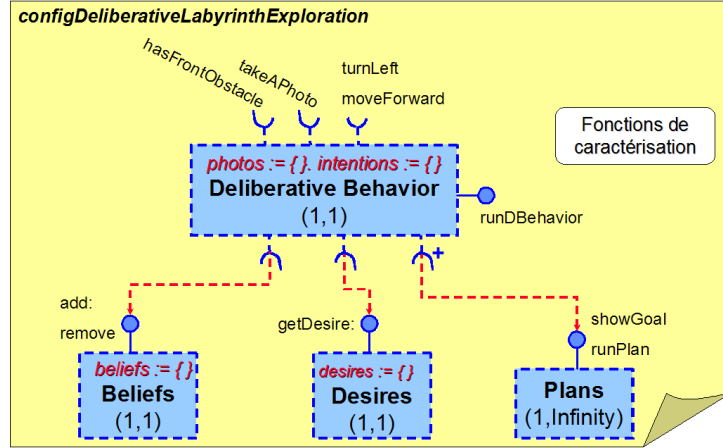 configDeliberativeLabyrinthExploration
hasFrontObstacle
takeAPhoto
turnLeft
moveForward
Fonctions de
caractérisation
photos := { }. intentions := { }
Deliberative Behavior
(1,1)
runDBehavior
+
add:
remove
getDesire:
showGoal
runPlan
beliefs := { }
Beliefs
(1,1)
desires := { }
Desires
(1,1)
Plans
(1,Infinity)